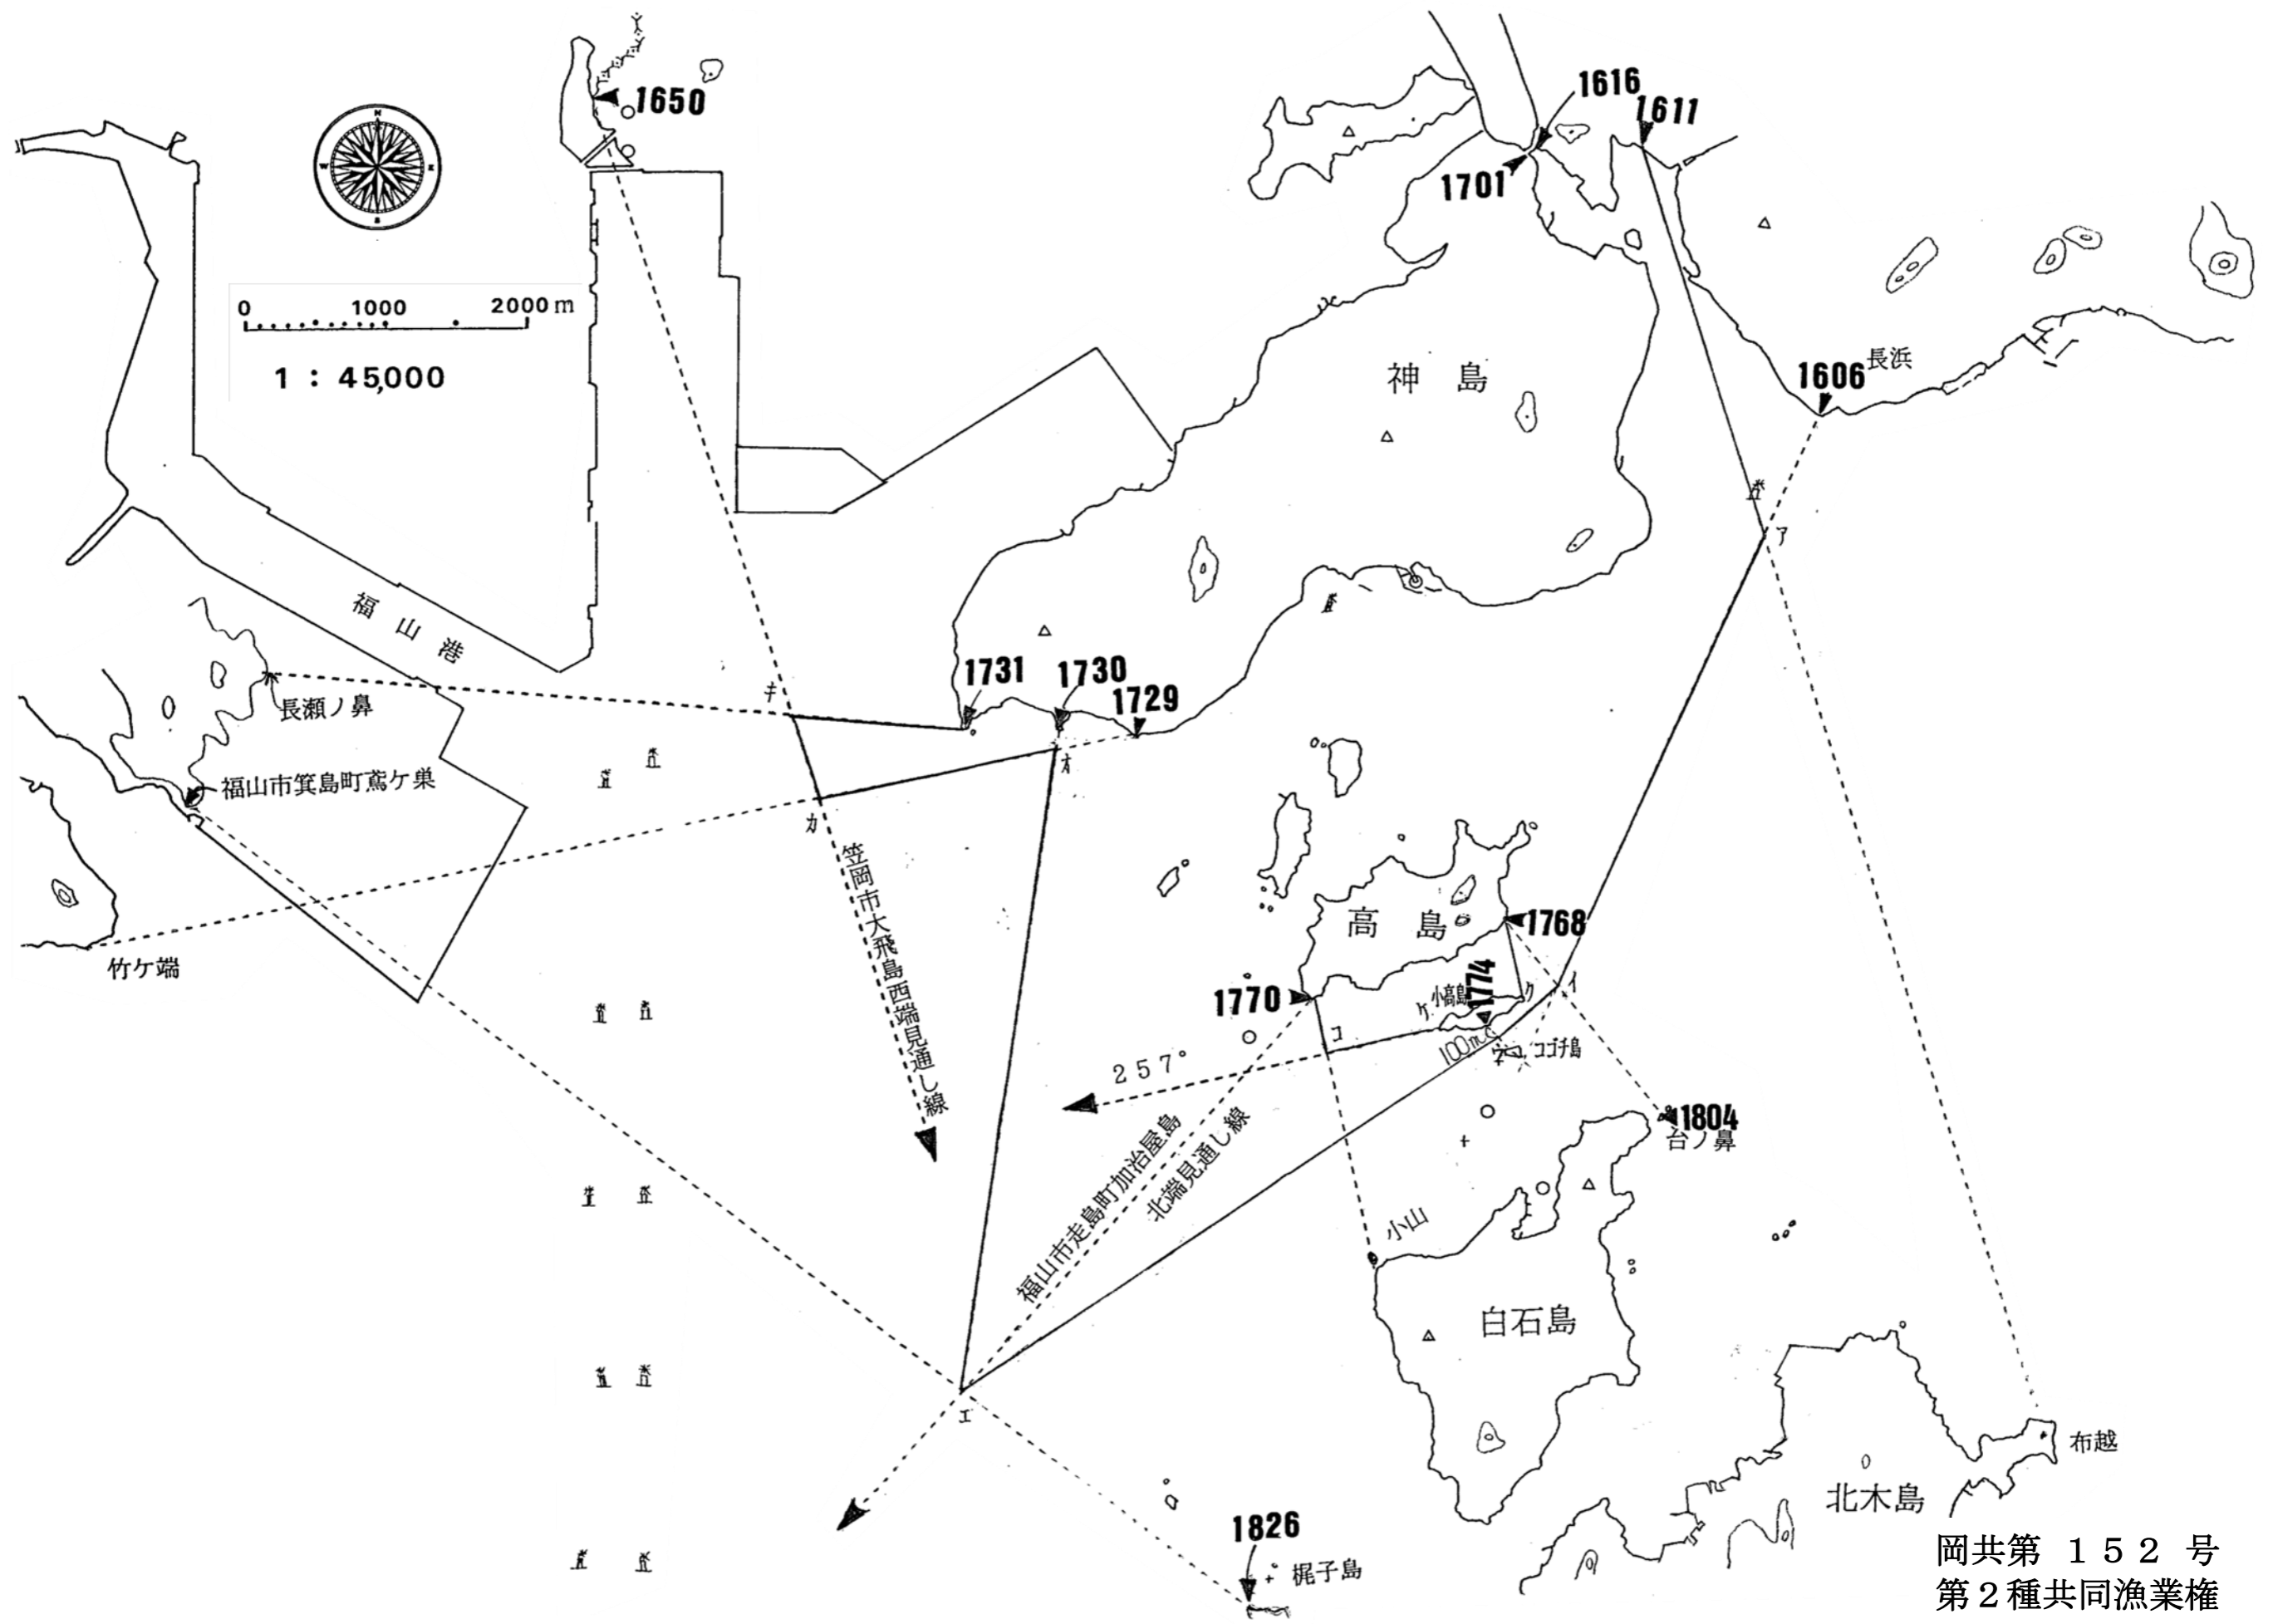 1650
1616
1611
1701
N
W
E
S
0 1000 2000 m
1 : 45,000
神 島
長浜
1606
ア
福山港
1731
1730
1729
キ
長瀬ノ鼻
オ
福山市箕島町鳶ケ巣
カ
笠岡市大飛島西端見通し線
竹ケ端
高 島
1768
1774
1770
小高島
ケ
ク
イ
コ
100m
コゴチ島
257°
1804
台ノ鼻
福山市走島町加治屋島
北端見通し線
小山
白石島
エ
布越
北木島
1826
梶子島
岡共第 152 号
第2種共同漁業権